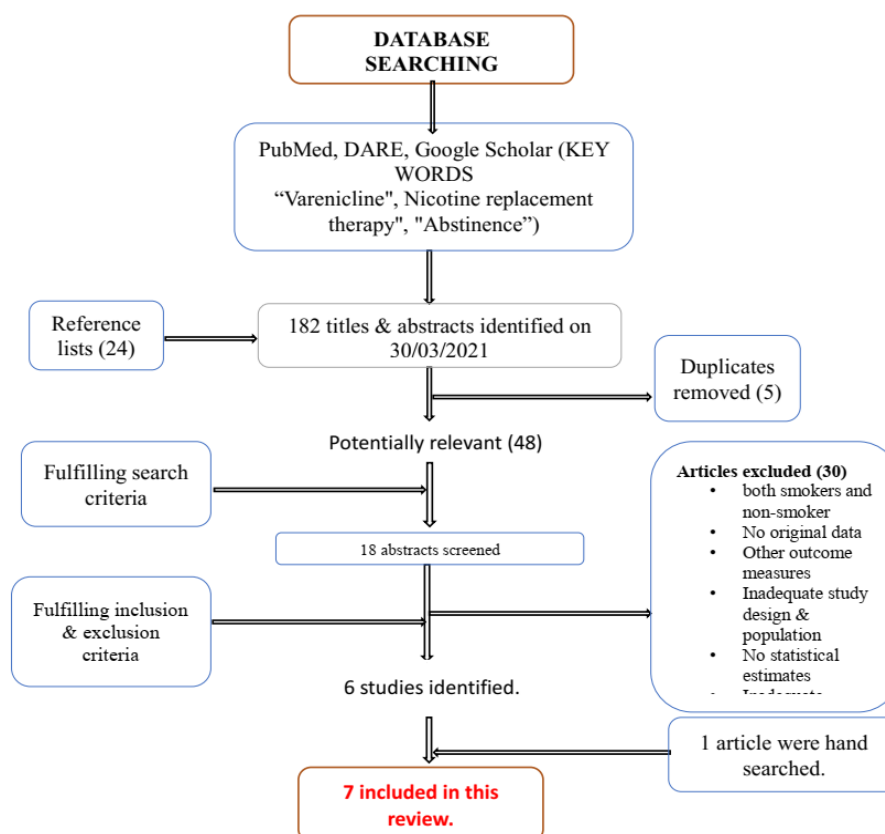 DATABASE
SEARCHING
PubMed, DARE, Google Scholar (KEY
WORDS
“Varenicline", Nicotine replacement
therapy", "Abstinence”)
Reference
lists (24)
182 titles & abstracts identified on
30/03/2021
Duplicates
removed (5)
Potentially relevant (48)
Fulfilling search
criteria
Articles excluded (30)
• both smokers and
non-smoker
• No original data
• Other outcome
measures
• Inadequate study
design &
population
• No statistical
estimates
18 abstracts screened
Fulfilling inclusion
& exclusion
criteria
6 studies identified.
1 article were hand
searched.
7 included in this
review.